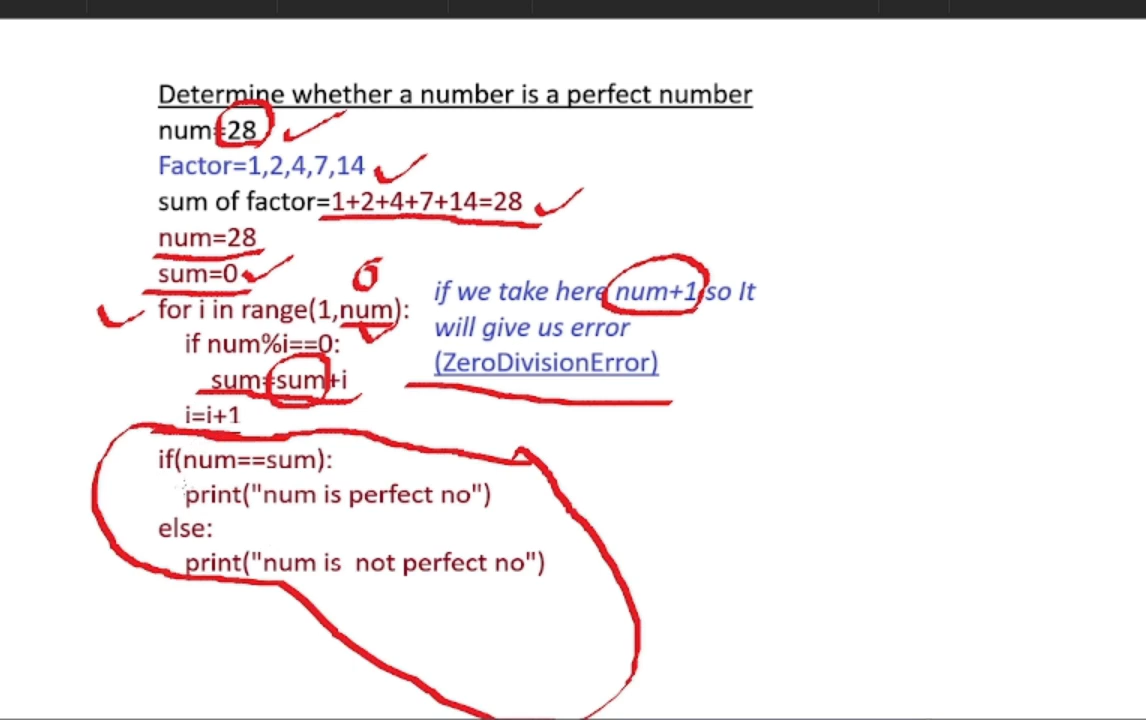 Determine whether a number is a perfect number
num=28
Factor=1,2,4,7,14
sum of factor=1+2+4+7+14=28
num=28
sum=0
for i in range(1,num):
if num%i==0:
sum=sum+i
i=i+1
if(num==sum):
print("num is perfect no")
else:
print("num is  not perfect no")
if we take here num+1 so It
will give us error
(ZeroDivisionError)